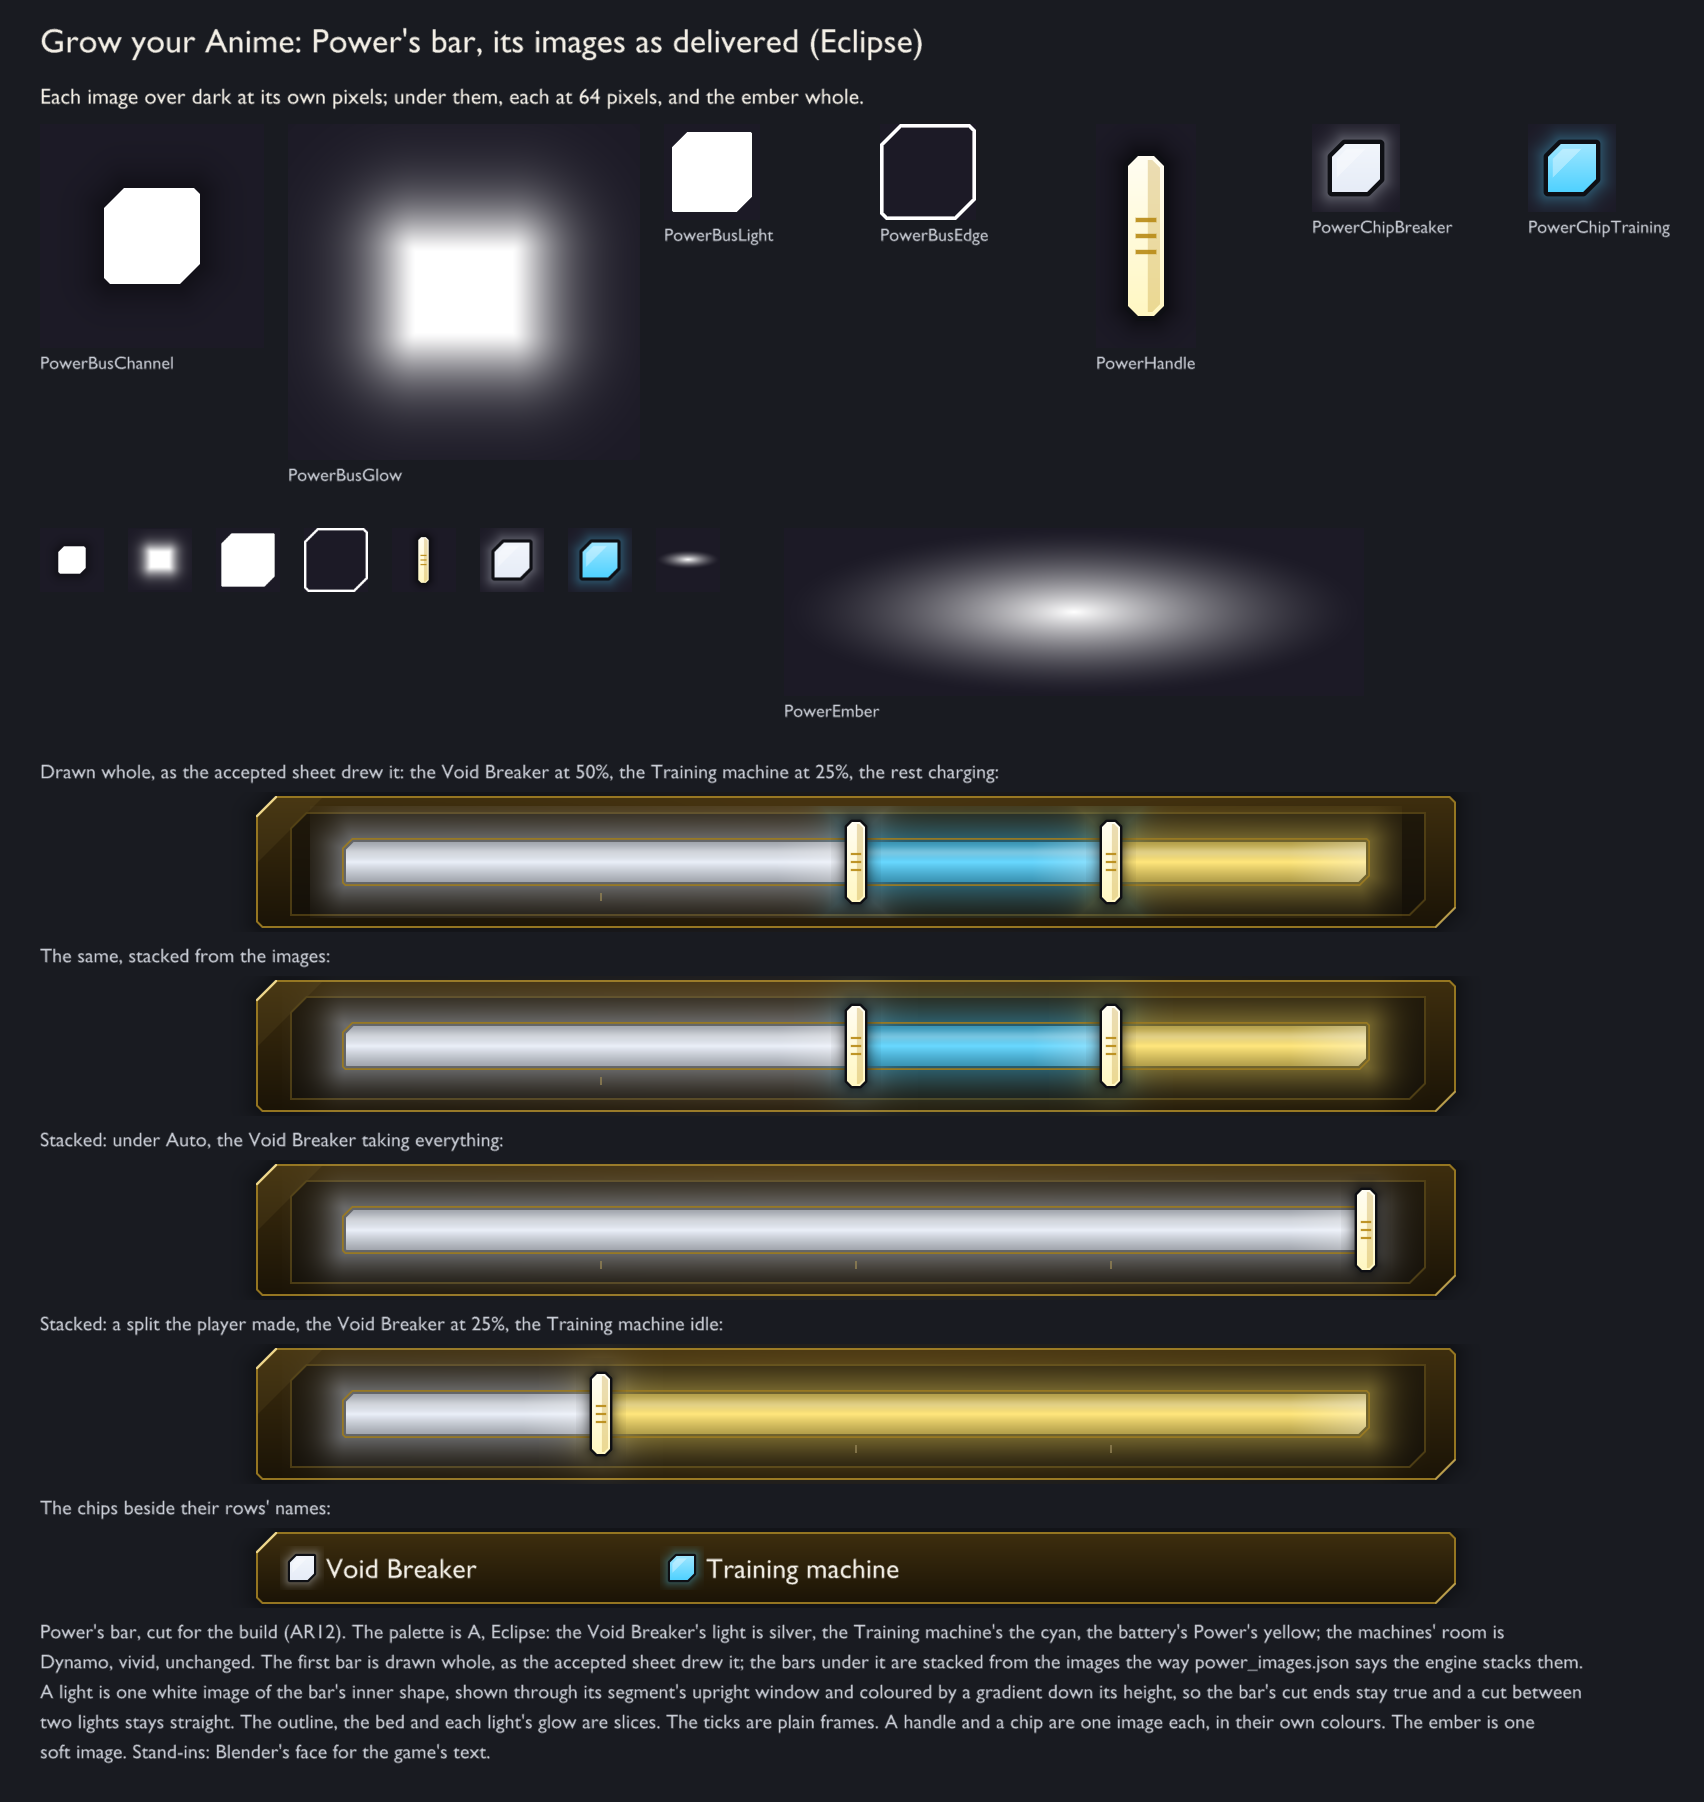 Grow your Anime: Power's bar, its images as delivered (Eclipse)
Each image over dark at its own pixels; under them, each at 64 pixels, and the ember whole.
PowerBusLight
PowerBusEdge
PowerChipBreaker
PowerChipTraining
PowerBusChannel
PowerHandle
PowerBusGlow
PowerEmber
Drawn whole, as the accepted sheet drew it: the Void Breaker at 50%, the Training machine at 25%, the rest charging:
The same, stacked from the images:
Stacked: under Auto, the Void Breaker taking everything:
Stacked: a split the player made, the Void Breaker at 25%, the Training machine idle:
The chips beside their rows' names:
Void Breaker
Training machine
Power's bar, cut for the build (AR12). The palette is A, Eclipse: the Void Breaker's light is silver, the Training machine's the cyan, the battery's Power's yellow; the machines' room is
Dynamo, vivid, unchanged. The first bar is drawn whole, as the accepted sheet drew it; the bars under it are stacked from the images the way power_images.json says the engine stacks them.
A light is one white image of the bar's inner shape, shown through its segment's upright window and coloured by a gradient down its height, so the bar's cut ends stay true and a cut between
two lights stays straight. The outline, the bed and each light's glow are slices. The ticks are plain frames. A handle and a chip are one image each, in their own colours. The ember is one
soft image. Stand-ins: Blender's face for the game's text.